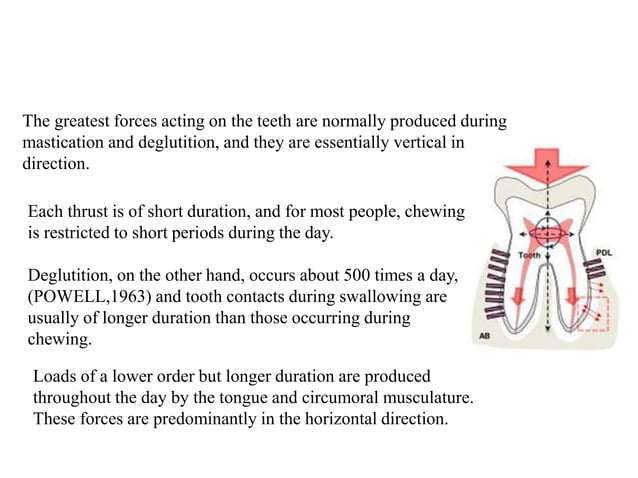 The greatest forces acting on the teeth are normally produced during
mastication and deglutition, and they are essentially vertical in
direction.
Each thrust is of short duration, and for most people, chewing
is restricted to short periods during the day.
Deglutition, on the other hand, occurs about 500 times a day,
(POWELL,1963) and tooth contacts during swallowing are
usually of longer duration than those occurring during
chewing.
Loads of a lower order but longer duration are produced
throughout the day by the tongue and circumoral musculature.
These forces are predominantly in the horizontal direction.
Tooth
PDL
AB